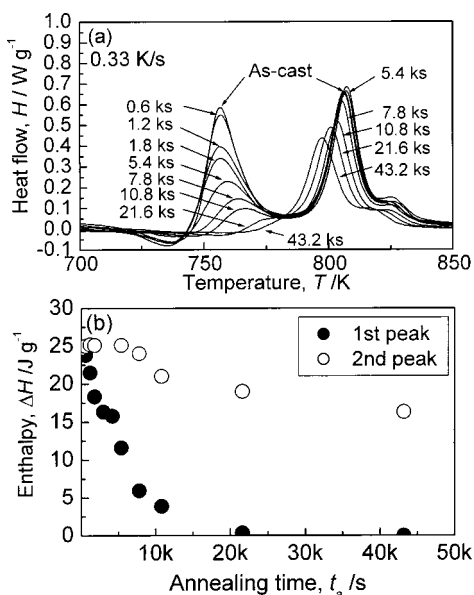 (a)
0.33 K/s
As-cast
5.4 ks
7.8 ks
10.8 ks
21.6 ks
43.2 ks
0.6 ks
1.2 ks
1.8 ks
5.4 ks
7.8 ks
10.8 ks
21.6 ks
43.2 ks
Heat flow, H / W g⁻¹
1.0
0.9
0.8
0.7
0.6
0.5
0.4
0.3
0.2
0.1
0.0
-0.1
700
750
800
850
Temperature, T /K
(b)
1st peak
2nd peak
Enthalpy, ΔH /J g⁻¹
30
25
20
15
10
5
0
10k
20k
30k
40k
50k
Annealing time, tₐ /s